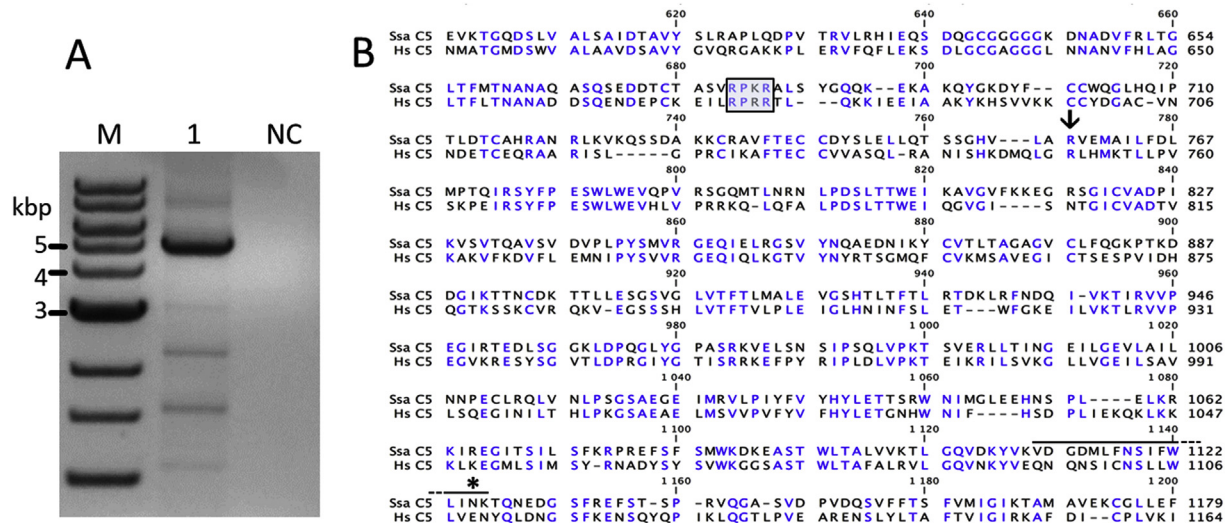 A
M 1 NC
kbp
5
4
3
B
620 640 660
Ssa C5 EVKTGQDSLV ALSAIDTAVY SLRAPLQDPV TRVLRHIEQS DQGCGGGGGK DNADVFRLTG 654
Hs C5 NMATGMDSWV ALAAVDSAVY GVQRGAKKPL ERVFQFLEKS DLGCGAGGGL NNANVFHLAG 650
680 700 720
Ssa C5 LTFMTNANAQ ASQSEDDTCT ASVRPKRALS YGQQK--EKA KQYGKDYF-- CCWQGLHQIP 710
Hs C5 LTFLTNANAD DSQENDEPCK EILRPRRTL- -QKKIEEIAA KYKHSVVKK CCYDGAC-VN 706
740 760 780
Ssa C5 TLDTCAHRAN RLKVKQSSDA KKCRAVFTEC CDYSLELLQT TSSGHV---LA RVEMAILFDL 767
Hs C5 NDETCEQRAA RISL-----G PRCIKAFTEC CVVASQL-RA NISHKDMQLG RLHMKTLLPV 760
800 820 840
Ssa C5 MPTQIRSYFP ESWLWEVQPV RSGQMTLNRN LPDSLTTWEI KAVGVFKKEG RSGICVADPI 827
Hs C5 SKPEIRSYFP ESWLWEVHLV PRRKQ-LQFA LPDSLTTWEI QGVGI----S NTGICVADTV 815
860 880 900
Ssa C5 KVSVTQAVSV DVPLPYSMVR GEQIELRGSV YNQAEDNIKY CVTLTAGAGV CLFQGKPTKD 887
Hs C5 KAKVFKDVFL EMNIPYSVVR GEQIQLKGTV YNYRTSGMQF CVKMSAVEGI CTSESPVIDH 875
920 940 960
Ssa C5 DGIKTTNCDK TTLLESGSVG LVTFTLMALE VGSHTLTFTL RTDKLRFNDQ I-VKTIRVVP 946
Hs C5 QGTKSSKCVR QKV-EGSSSH LVTFTVLPLE IGLHNINFSL ET---WFGKE ILVKTLRVVP 931
980 1 000 1 020
Ssa C5 EGIRTEDLSG GKLDPQGLYG PASRKVELSN SIPSQLVPKT SVERLLTING EILGEVLAIL 1006
Hs C5 EGVKRESYSG VTLDPRGIYG TISRRKEFPYR IPLDLVPKT EIKRILSVKG LLVGEILSAV 991
1 040 1 060 1 080
Ssa C5 NNPECLRQLV NLPSGSAEGE IMRVLPIYFV YHYLETTSRW NIMGLEEHNS PL----ELKR 1062
Hs C5 LSQEGINILT HLPKGSAEAE LMSVVPVFYV FHYLETGNHW NIF----HSD PLIEKQKLKK 1047
1 100 1 120 1 140
Ssa C5 KIREGITSIL SFKRPREFSF SMWKDKEAST WLTALVVKTL GQVDKYVKVD GDMLFNSIFW 1122
Hs C5 KLKEGMLSIM SY-RNADYSY SVWKGGSAST WLTAFALRVL GQVNKYVEQN QNSICNSLLW 1106
* 1 160 1 180 1 200
Ssa C5 LINKTQNEDG SFREFST-SP -RVQGA-SVD PVDQSVFFTS FVMIGIKTAM AVEKCGLLEF 1179
Hs C5 LVENYQLDNG SFKENSQYQP IKLQGTLPVE ARENSLYLTA FTVIGIRKAF DI--CPLVKI 1164